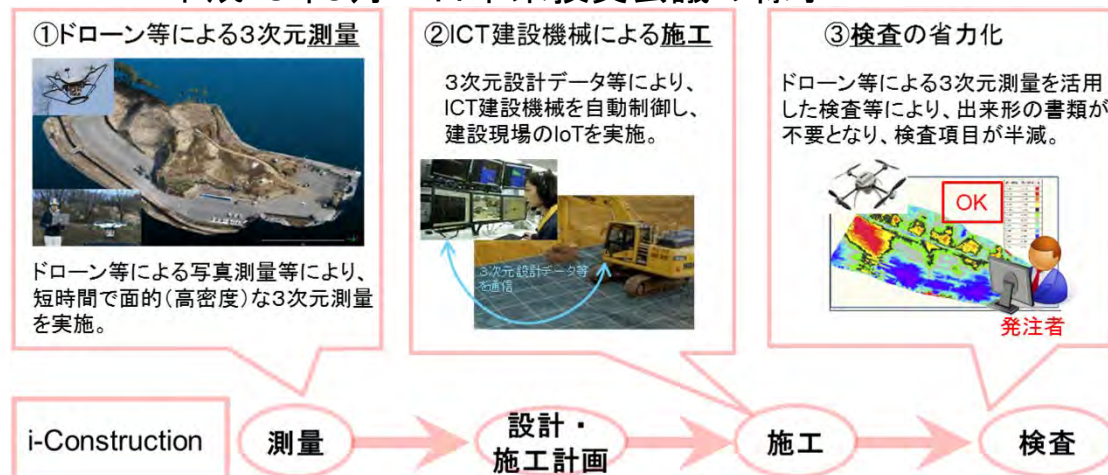 ①ドローン等による3次元測量
ドローン等による写真測量等により、
短時間で面的(高密度)な3次元測量
を実施。
②ICT建設機械による施工
3次元設計データ等により、
ICT建設機械を自動制御し、
建設現場のIoTを実施。
3次元設計データ等
を通信
③検査の省力化
ドローン等による3次元測量を活用
した検査等により、出来形の書類が
不要となり、検査項目が半減。
OK
発注者
i-Construction
測量
設計・
施工計画
施工
検査